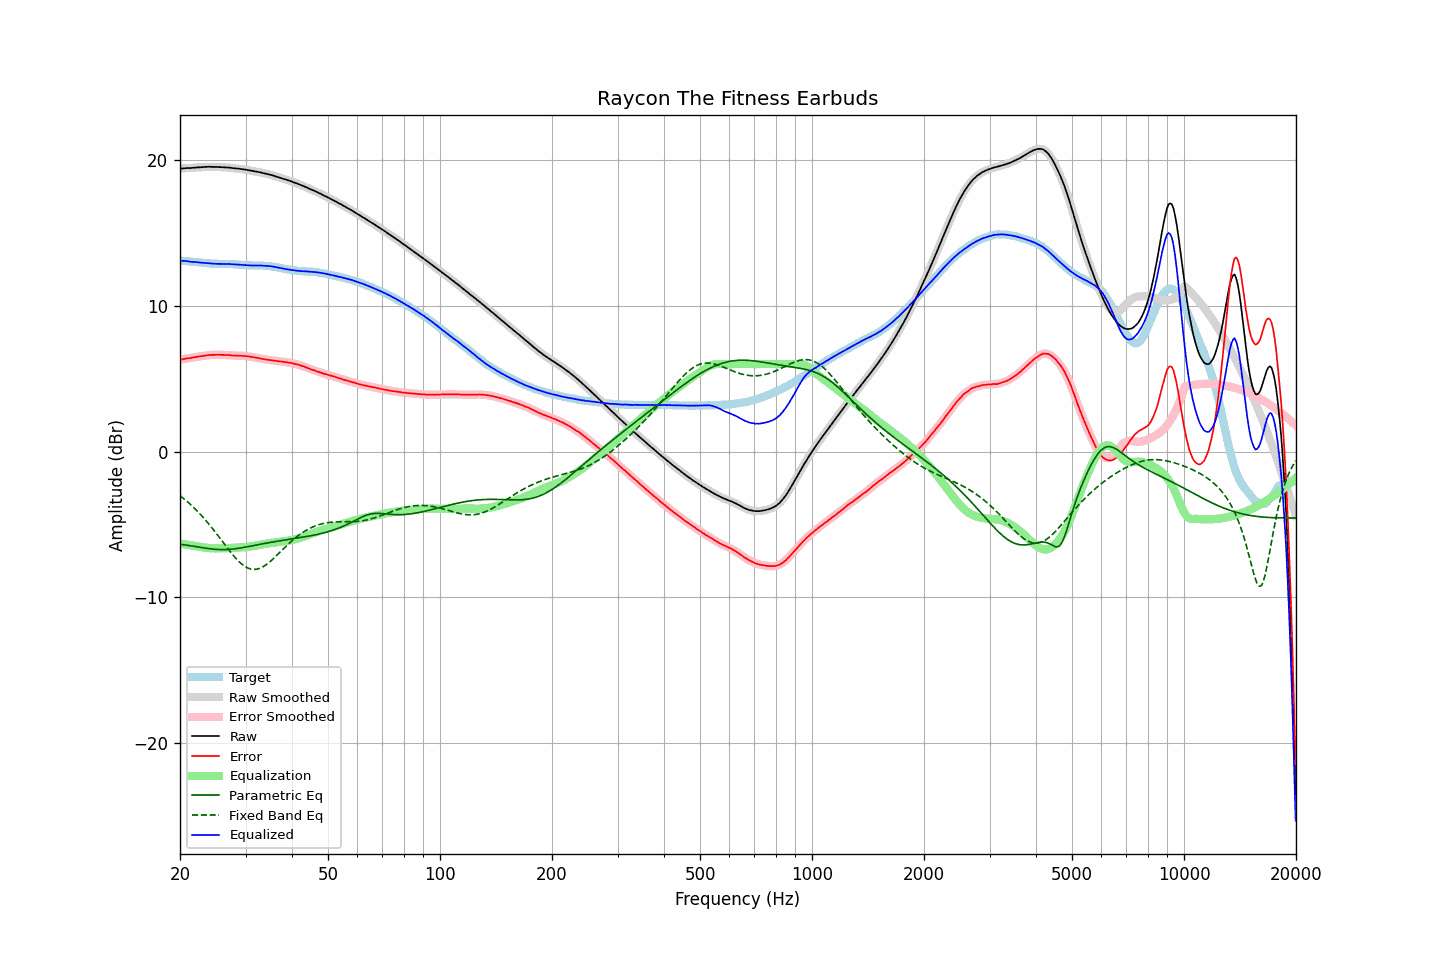 Raycon The Fitness Earbuds
20
10
0
−10
−20
Amplitude (dBr)
Target
Raw Smoothed
Error Smoothed
Raw
Error
Equalization
Parametric Eq
Fixed Band Eq
Equalized
20 50 100 200 500 1000 2000 5000 10000 20000
Frequency (Hz)